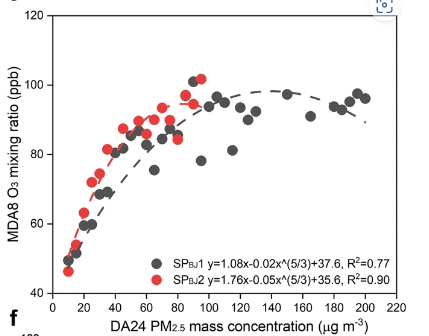 120
100
80
60
40
MDA8 O₃ mixing ratio (ppb)
SPBJ1 y=1.08x-0.02x^(5/3)+37.6, R²=0.77
SPBJ2 y=1.76x-0.05x^(5/3)+35.6, R²=0.90
0 20 40 60 80 100 120 140 160 180 200 220
f
DA24 PM₂.₅ mass concentration (μg m⁻³)